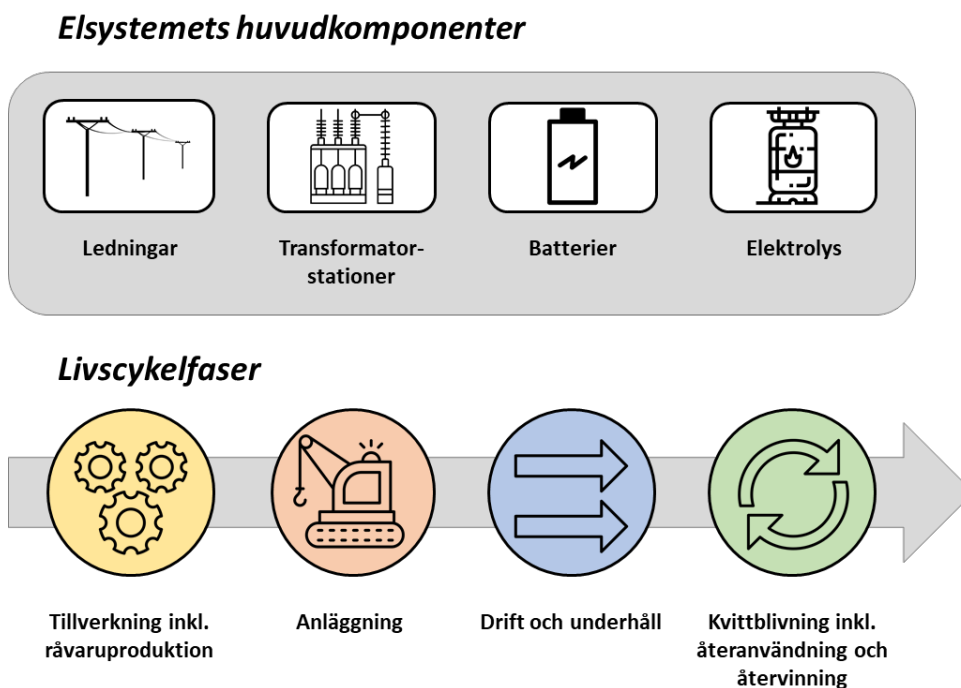 Elsystemets huvudkomponenter
Ledningar
Transformator-
stationer
Batterier
Elektrolys
Livscykelfaser
Tillverkning inkl.
råvaruproduktion
Anläggning
Drift och underhåll
Kvittblivning inkl.
återanvändning och
återvinning